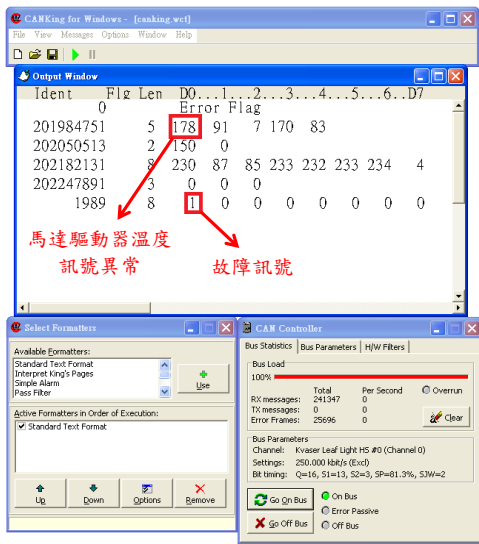 CANKing for Windows - [canking.wct]
File View Messages Options Window Help
Output Window
Ident Flg Len D0...1...2...3...4...5...6..D7
0 Error Flag
201984751 5 178 91 7 170 83
202050513 2 150 0
202182131 8 230 87 85 233 232 233 234 4
202247891 3 0 0 0
1989 8 1 0 0 0 0 0 0 0
馬達驅動器溫度
訊號異常
故障訊號
Select Formatters
Available Formatters:
Standard Text Format
Interpret King's Pages
Simple Alarm
Pass Filter
Use
Active Formatters in Order of Execution:
Standard Text Format
Up Down Options Remove
CAN Controller
Bus Statistics Bus Parameters H/W Filters
Bus Load
100%
Total Per Second Overrun
RX messages: 241347 0
TX messages: 0 0
Error Frames: 25696 0
Clear
Bus Parameters
Channel: Kvaser Leaf Light HS #0 (Channel 0)
Settings: 250.000 kbit/s (Excl)
Bit timing: Q=16, S1=13, S2=3, SP=81.3%, SJW=2
Go On Bus
On Bus
Error Passive
Go Off Bus
Off Bus